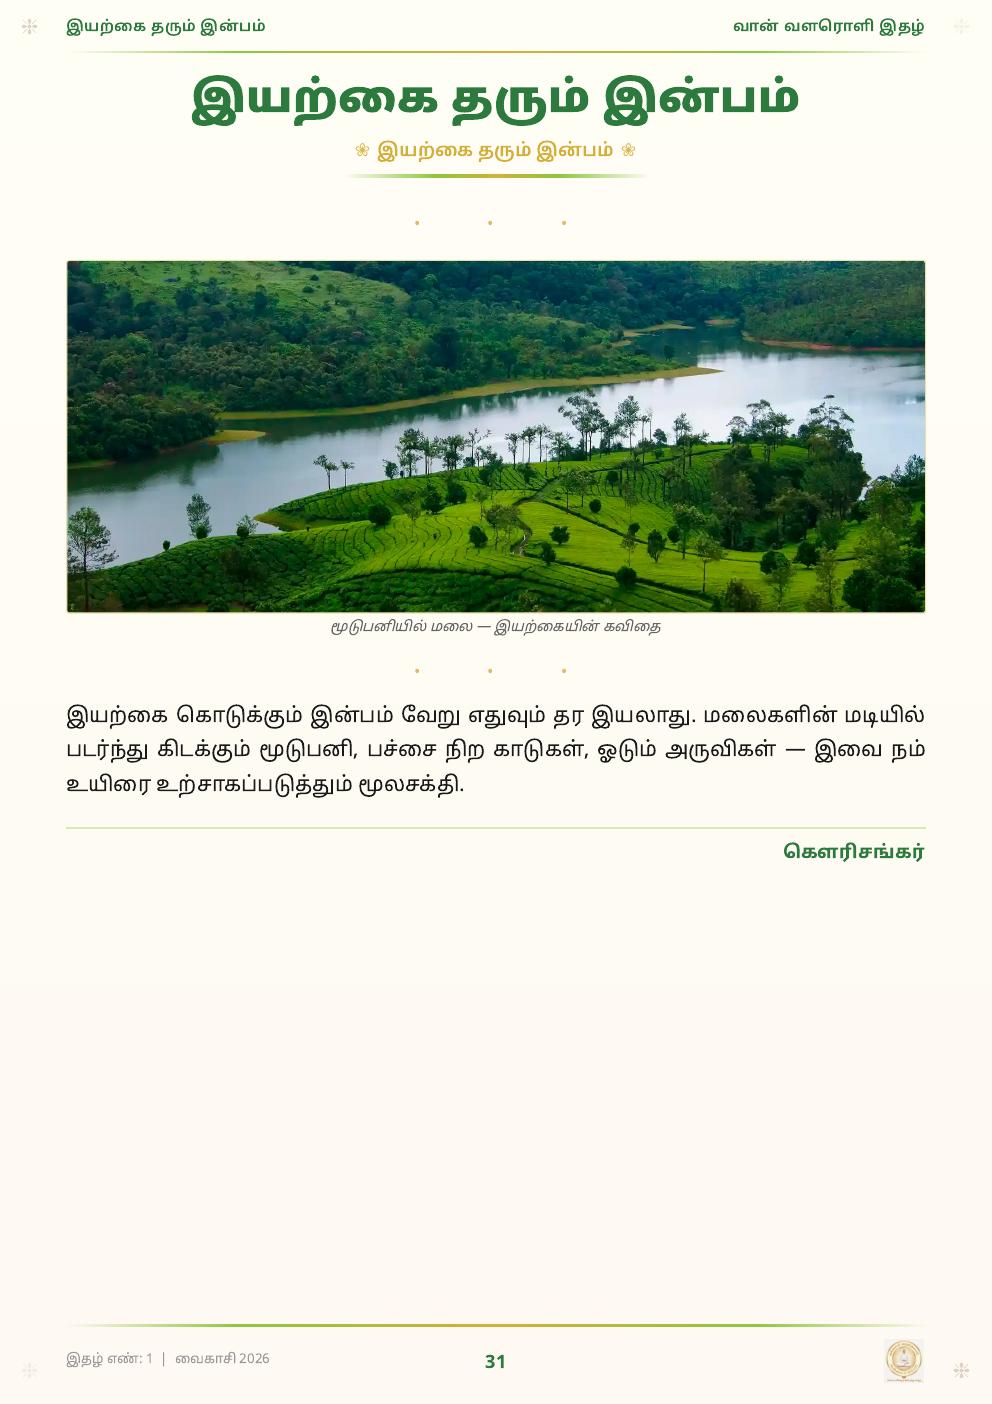 இயற்கை தரும் இன்பம்
வான் வளரொளி இதழ்
இயற்கை தரும் இன்பம்
❀ இயற்கை தரும் இன்பம் ❀
மூடுபனியில் மலை — இயற்கையின் கவிதை
இயற்கை கொடுக்கும் இன்பம் வேறு எதுவும் தர இயலாது. மலைகளின் மடியில்
படர்ந்து கிடக்கும் மூடுபனி, பச்சை நிற காடுகள், ஓடும் அருவிகள் — இவை நம்
உயிரை உற்சாகப்படுத்தும் மூலசக்தி.
கௌரிசங்கர்
இதழ் எண்: 1 | வைகாசி 2026
31